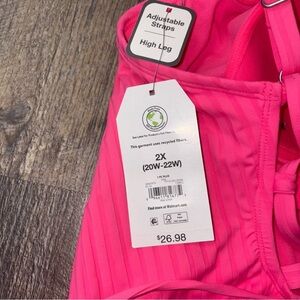 Adjustable
Straps
High Leg
This garment uses recycled fibers.
2X
(20W-22W)
Find more at Walmart.com
$26.98